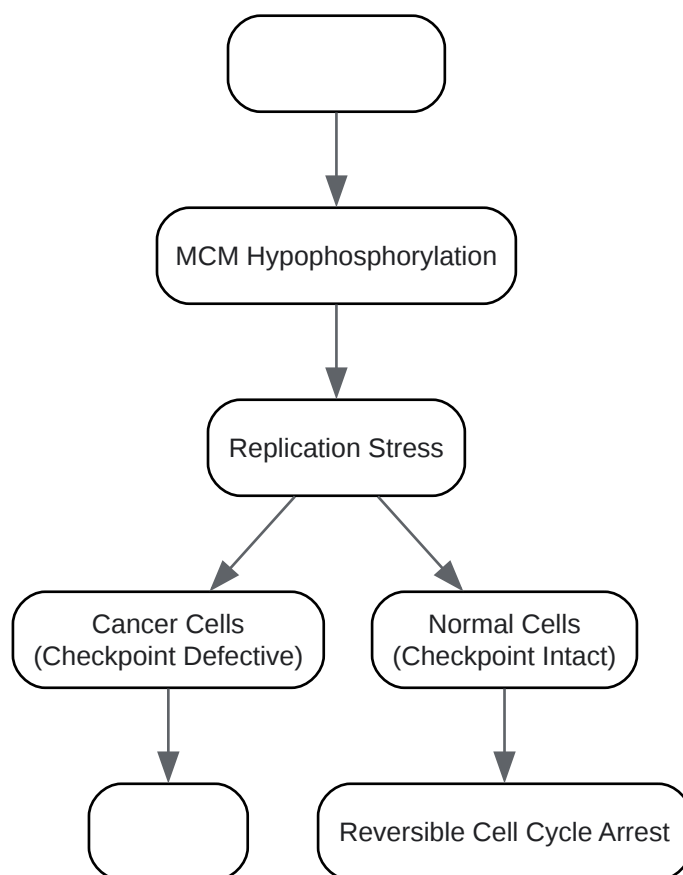 MCM Hypophosphorylation
Replication Stress
Cancer Cells
(Checkpoint Defective)
Normal Cells
(Checkpoint Intact)
Reversible Cell Cycle Arrest